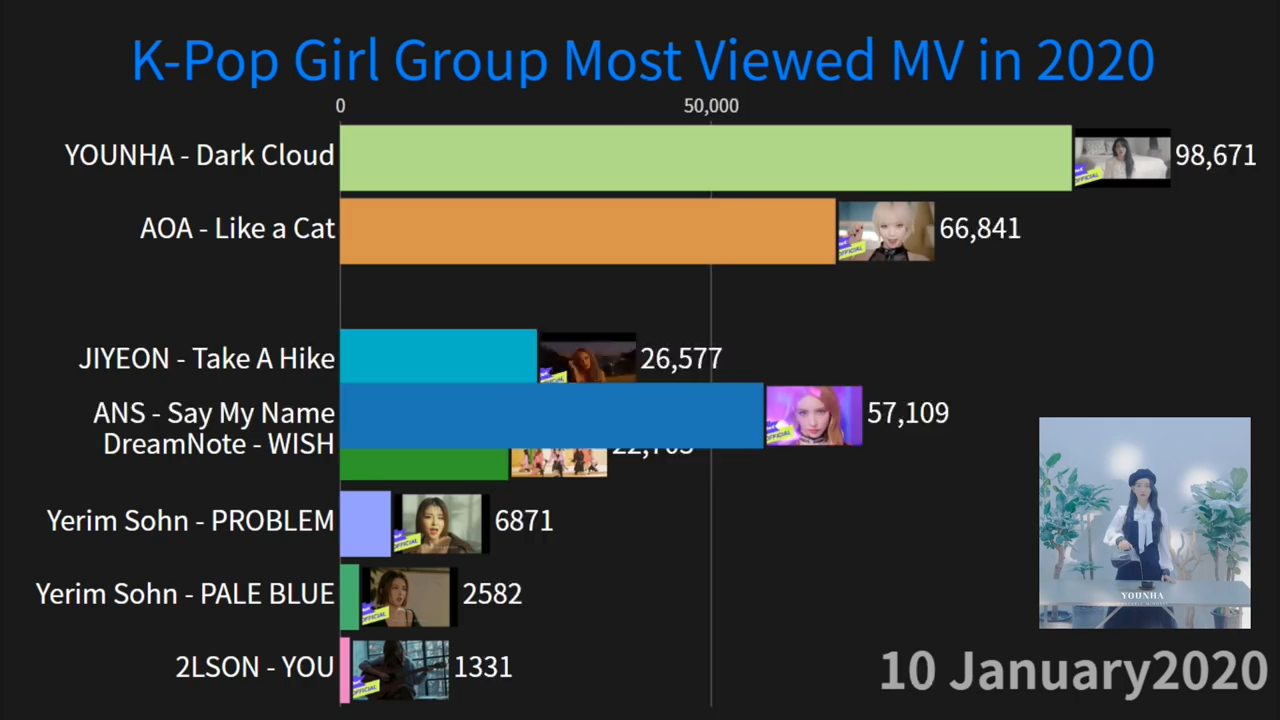 K-Pop Girl Group Most Viewed MV in 2020
0
50,000
YOUNHA - Dark Cloud
98,671
AOA - Like a Cat
66,841
JIYEON - Take A Hike
26,577
ANS - Say My Name
57,109
DreamNote - WISH
Yerim Sohn - PROBLEM
6871
Yerim Sohn - PALE BLUE
2582
2LSON - YOU
1331
YOUNHA
10 January2020